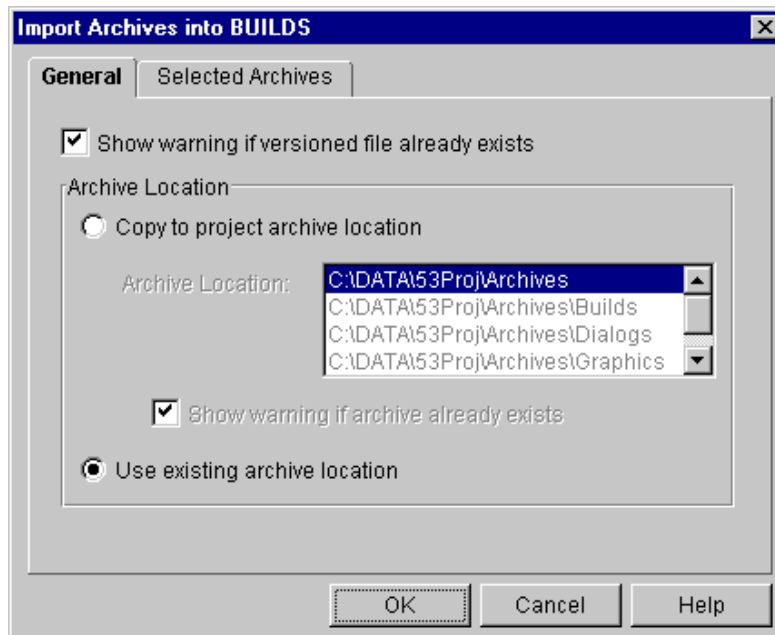 Import Archives into BUILDS
General
Selected Archives
Show warning if versioned file already exists
Archive Location
Copy to project archive location
Archive Location:
C:\DATA\53Proj\Archives
C:\DATA\53Proj\Archives\Builds
C:\DATA\53Proj\Archives\Dialogs
C:\DATA\53Proj\Archives\Graphics
Show warning if archive already exists
Use existing archive location
OK
Cancel
Help